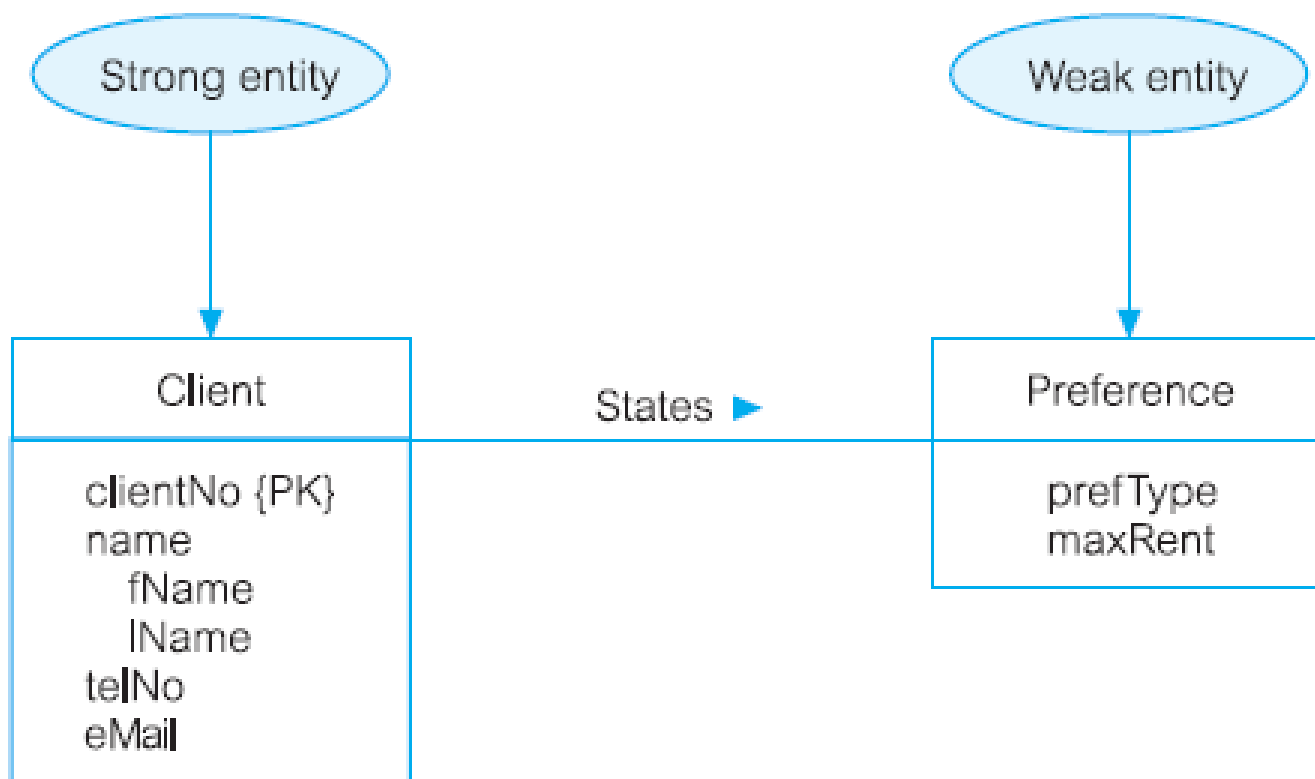 Strong entity
Weak entity
Client
States ►
Preference
clientNo {PK}
name
fName
lName
telNo
eMail
prefType
maxRent